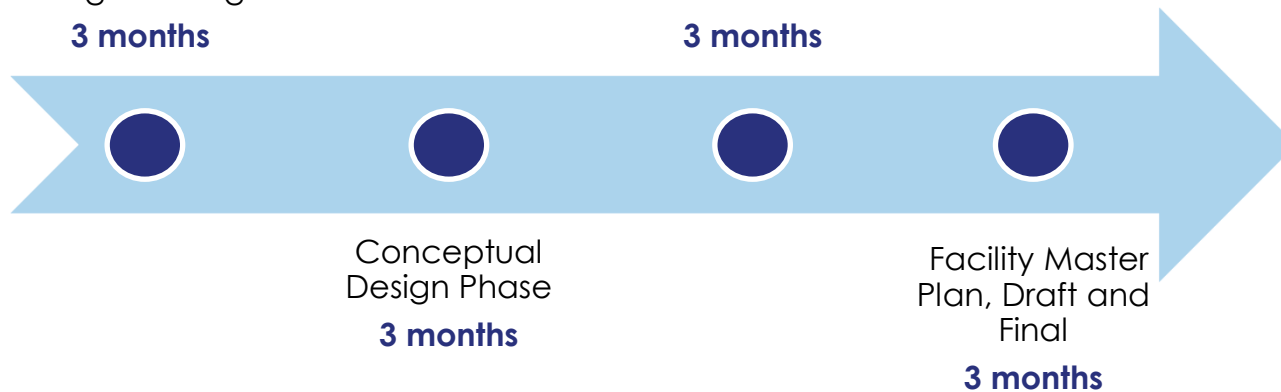 3 months
3 months
Conceptual
Design Phase
3 months
Facility Master
Plan, Draft and
Final
3 months